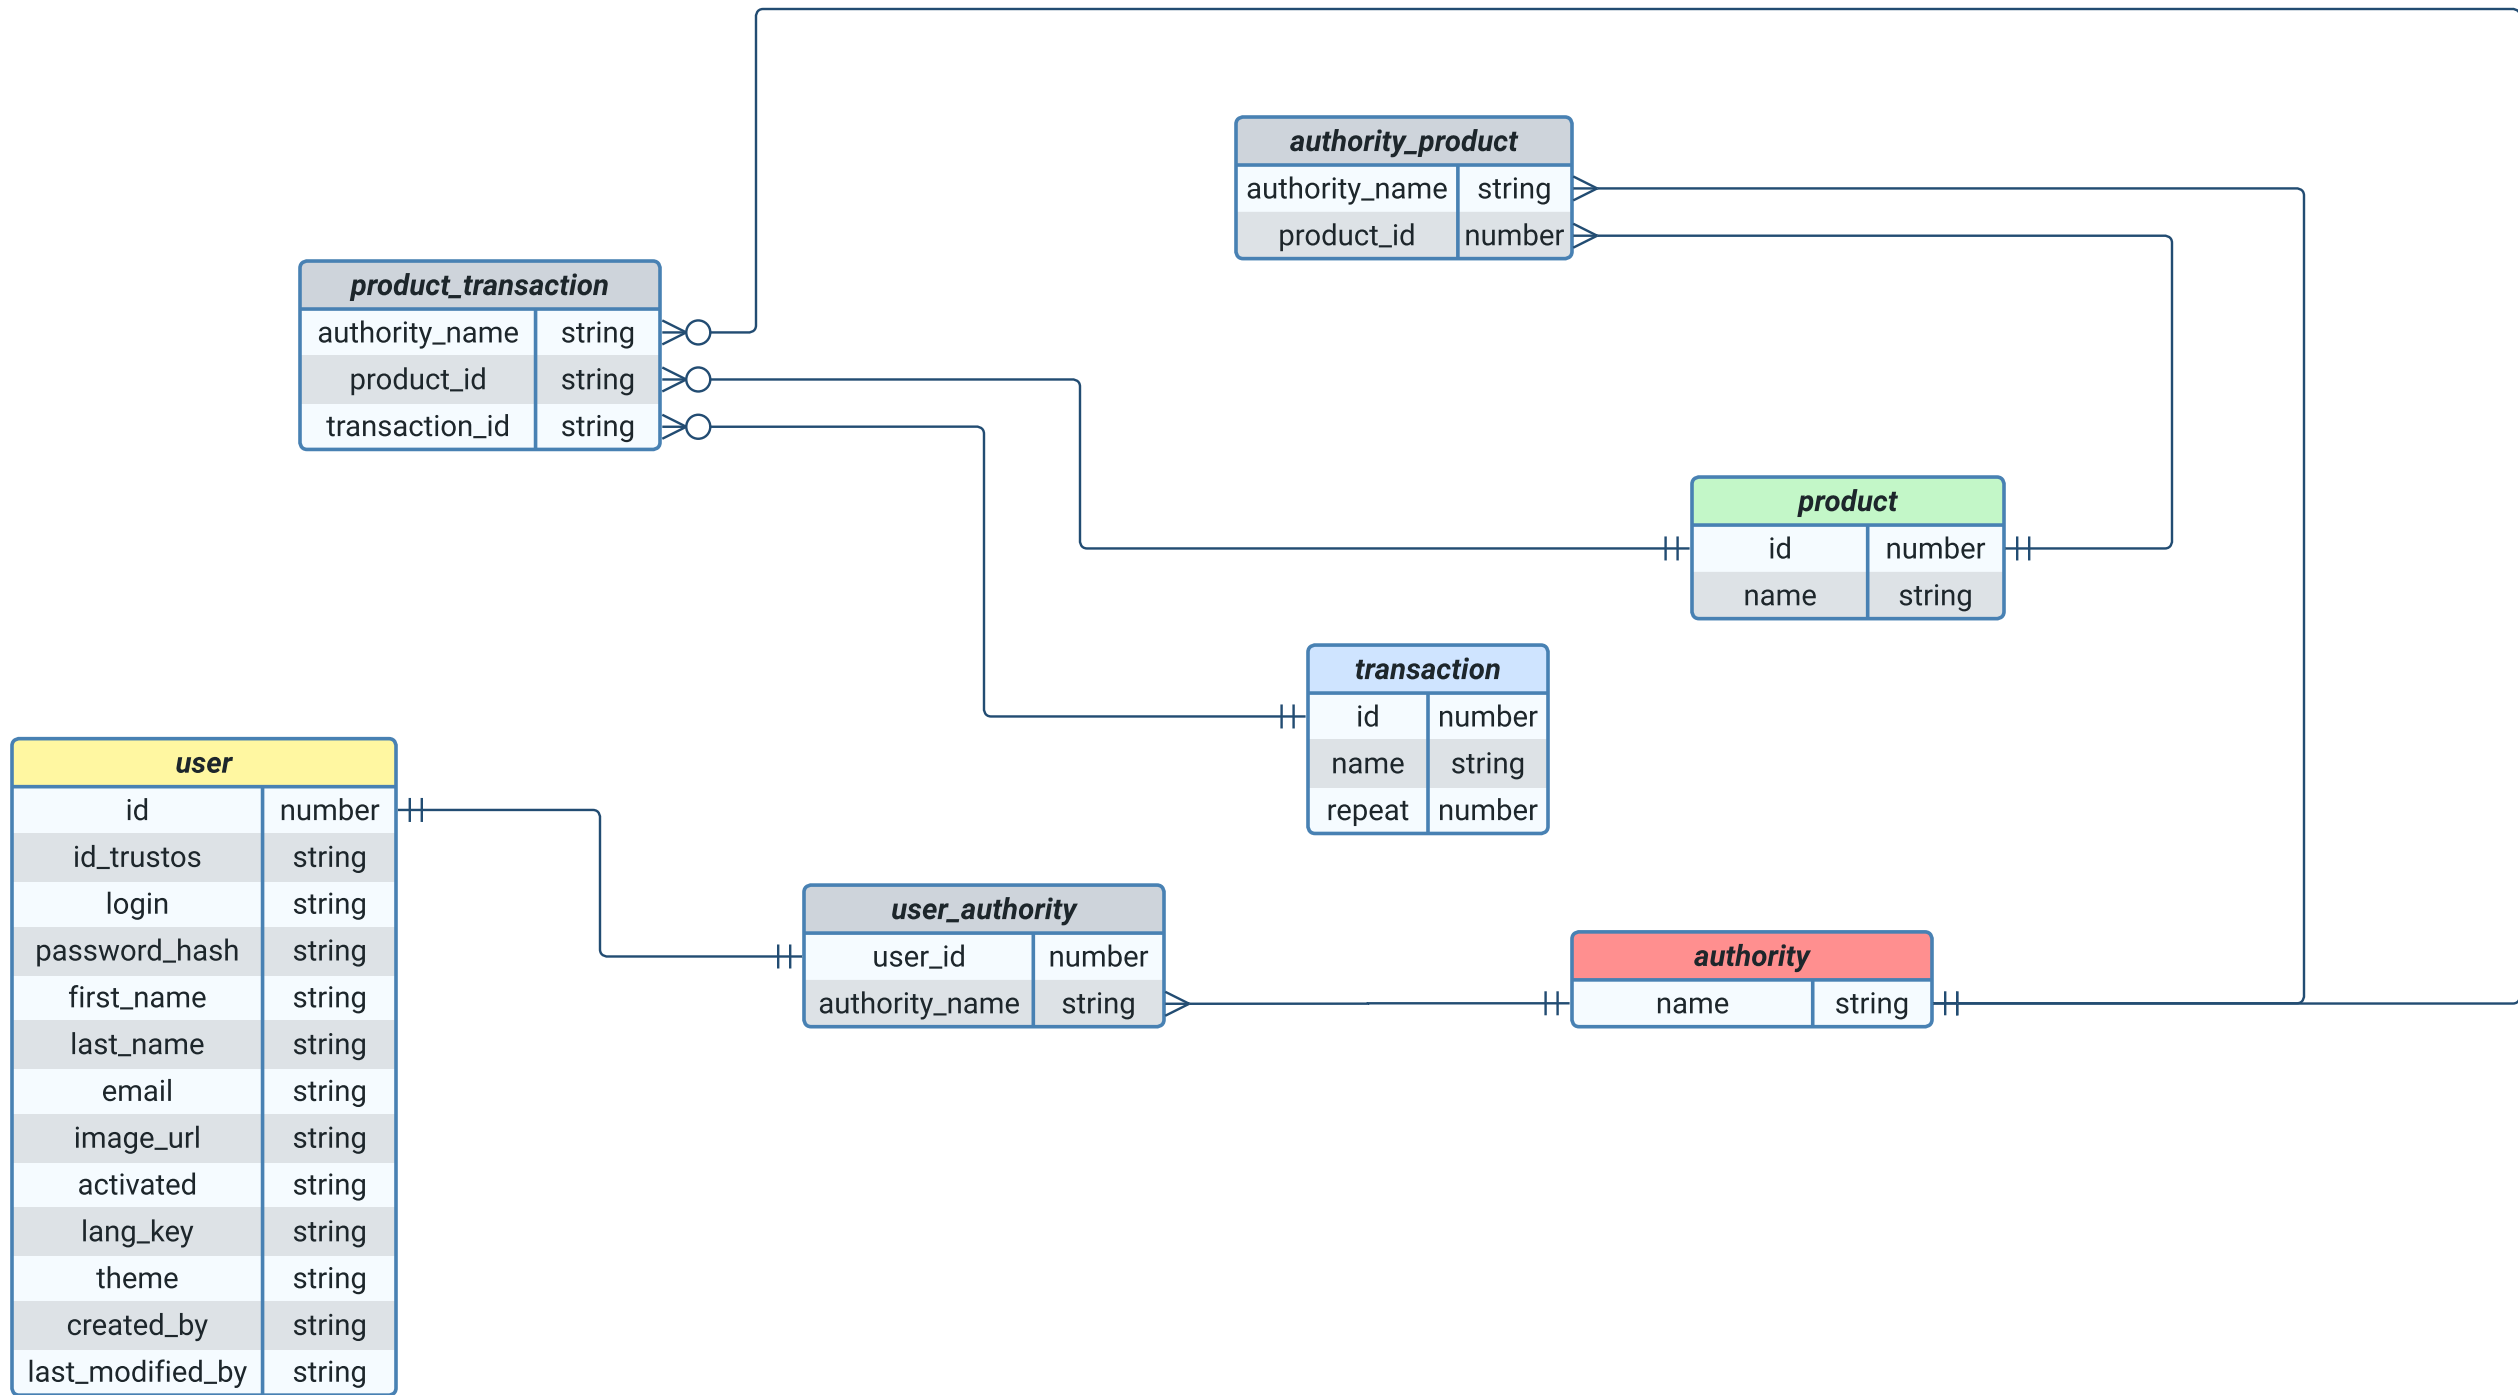 authority_product
authority_name string
product_id number
product_transaction
authority_name string
product_id string
transaction_id string
product
id number
name string
transaction
id number
name string
repeat number
user
id number
id_trustos string
login string
password_hash string
first_name string
last_name string
email string
image_url string
activated string
lang_key string
theme string
created_by string
last_modified_by string
user_authority
user_id number
authority_name string
authority
name string